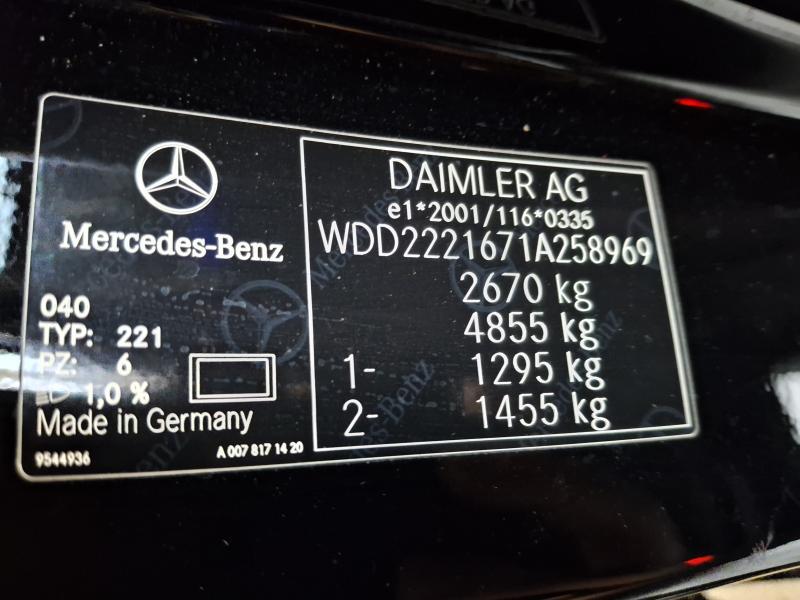 Mercedes-Benz
040
TYP: 221
PZ: 6
1,0 %
Made in Germany
9544936
A 007 817 14 20
DAIMLER AG
e1*2001/116*0335
WDD2221671A258969
2670 kg
4855 kg
1- 1295 kg
2- 1455 kg